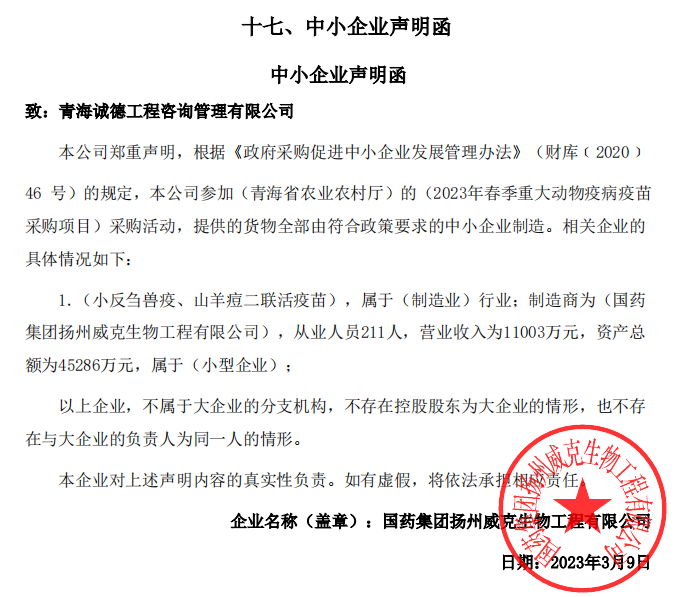 十七、中小企业声明函
中小企业声明函
致：青海诚德工程咨询管理有限公司
本公司郑重声明，根据《政府采购促进中小企业发展管理办法》（财库﹝2020﹞
46 号）的规定，本公司参加（青海省农业农村厅）的（2023年春季重大动物疫病疫苗
采购项目）采购活动，提供的货物全部由符合政策要求的中小企业制造。相关企业的
具体情况如下：
1.（小反刍兽疫、山羊痘二联活疫苗），属于（制造业）行业；制造商为（国药
集团扬州威克生物工程有限公司），从业人员211人，营业收入为11003万元，资产总
额为45286万元，属于（小型企业）；
以上企业，不属于大企业的分支机构，不存在控股股东为大企业的情形，也不存
在与大企业的负责人为同一人的情形。
本企业对上述声明内容的真实性负责。如有虚假，将依法承担相应责任。
企业名称（盖章）：国药集团扬州威克生物工程有限公司
日期：2023年3月9日
国药集团扬州威克生物工程有限公司